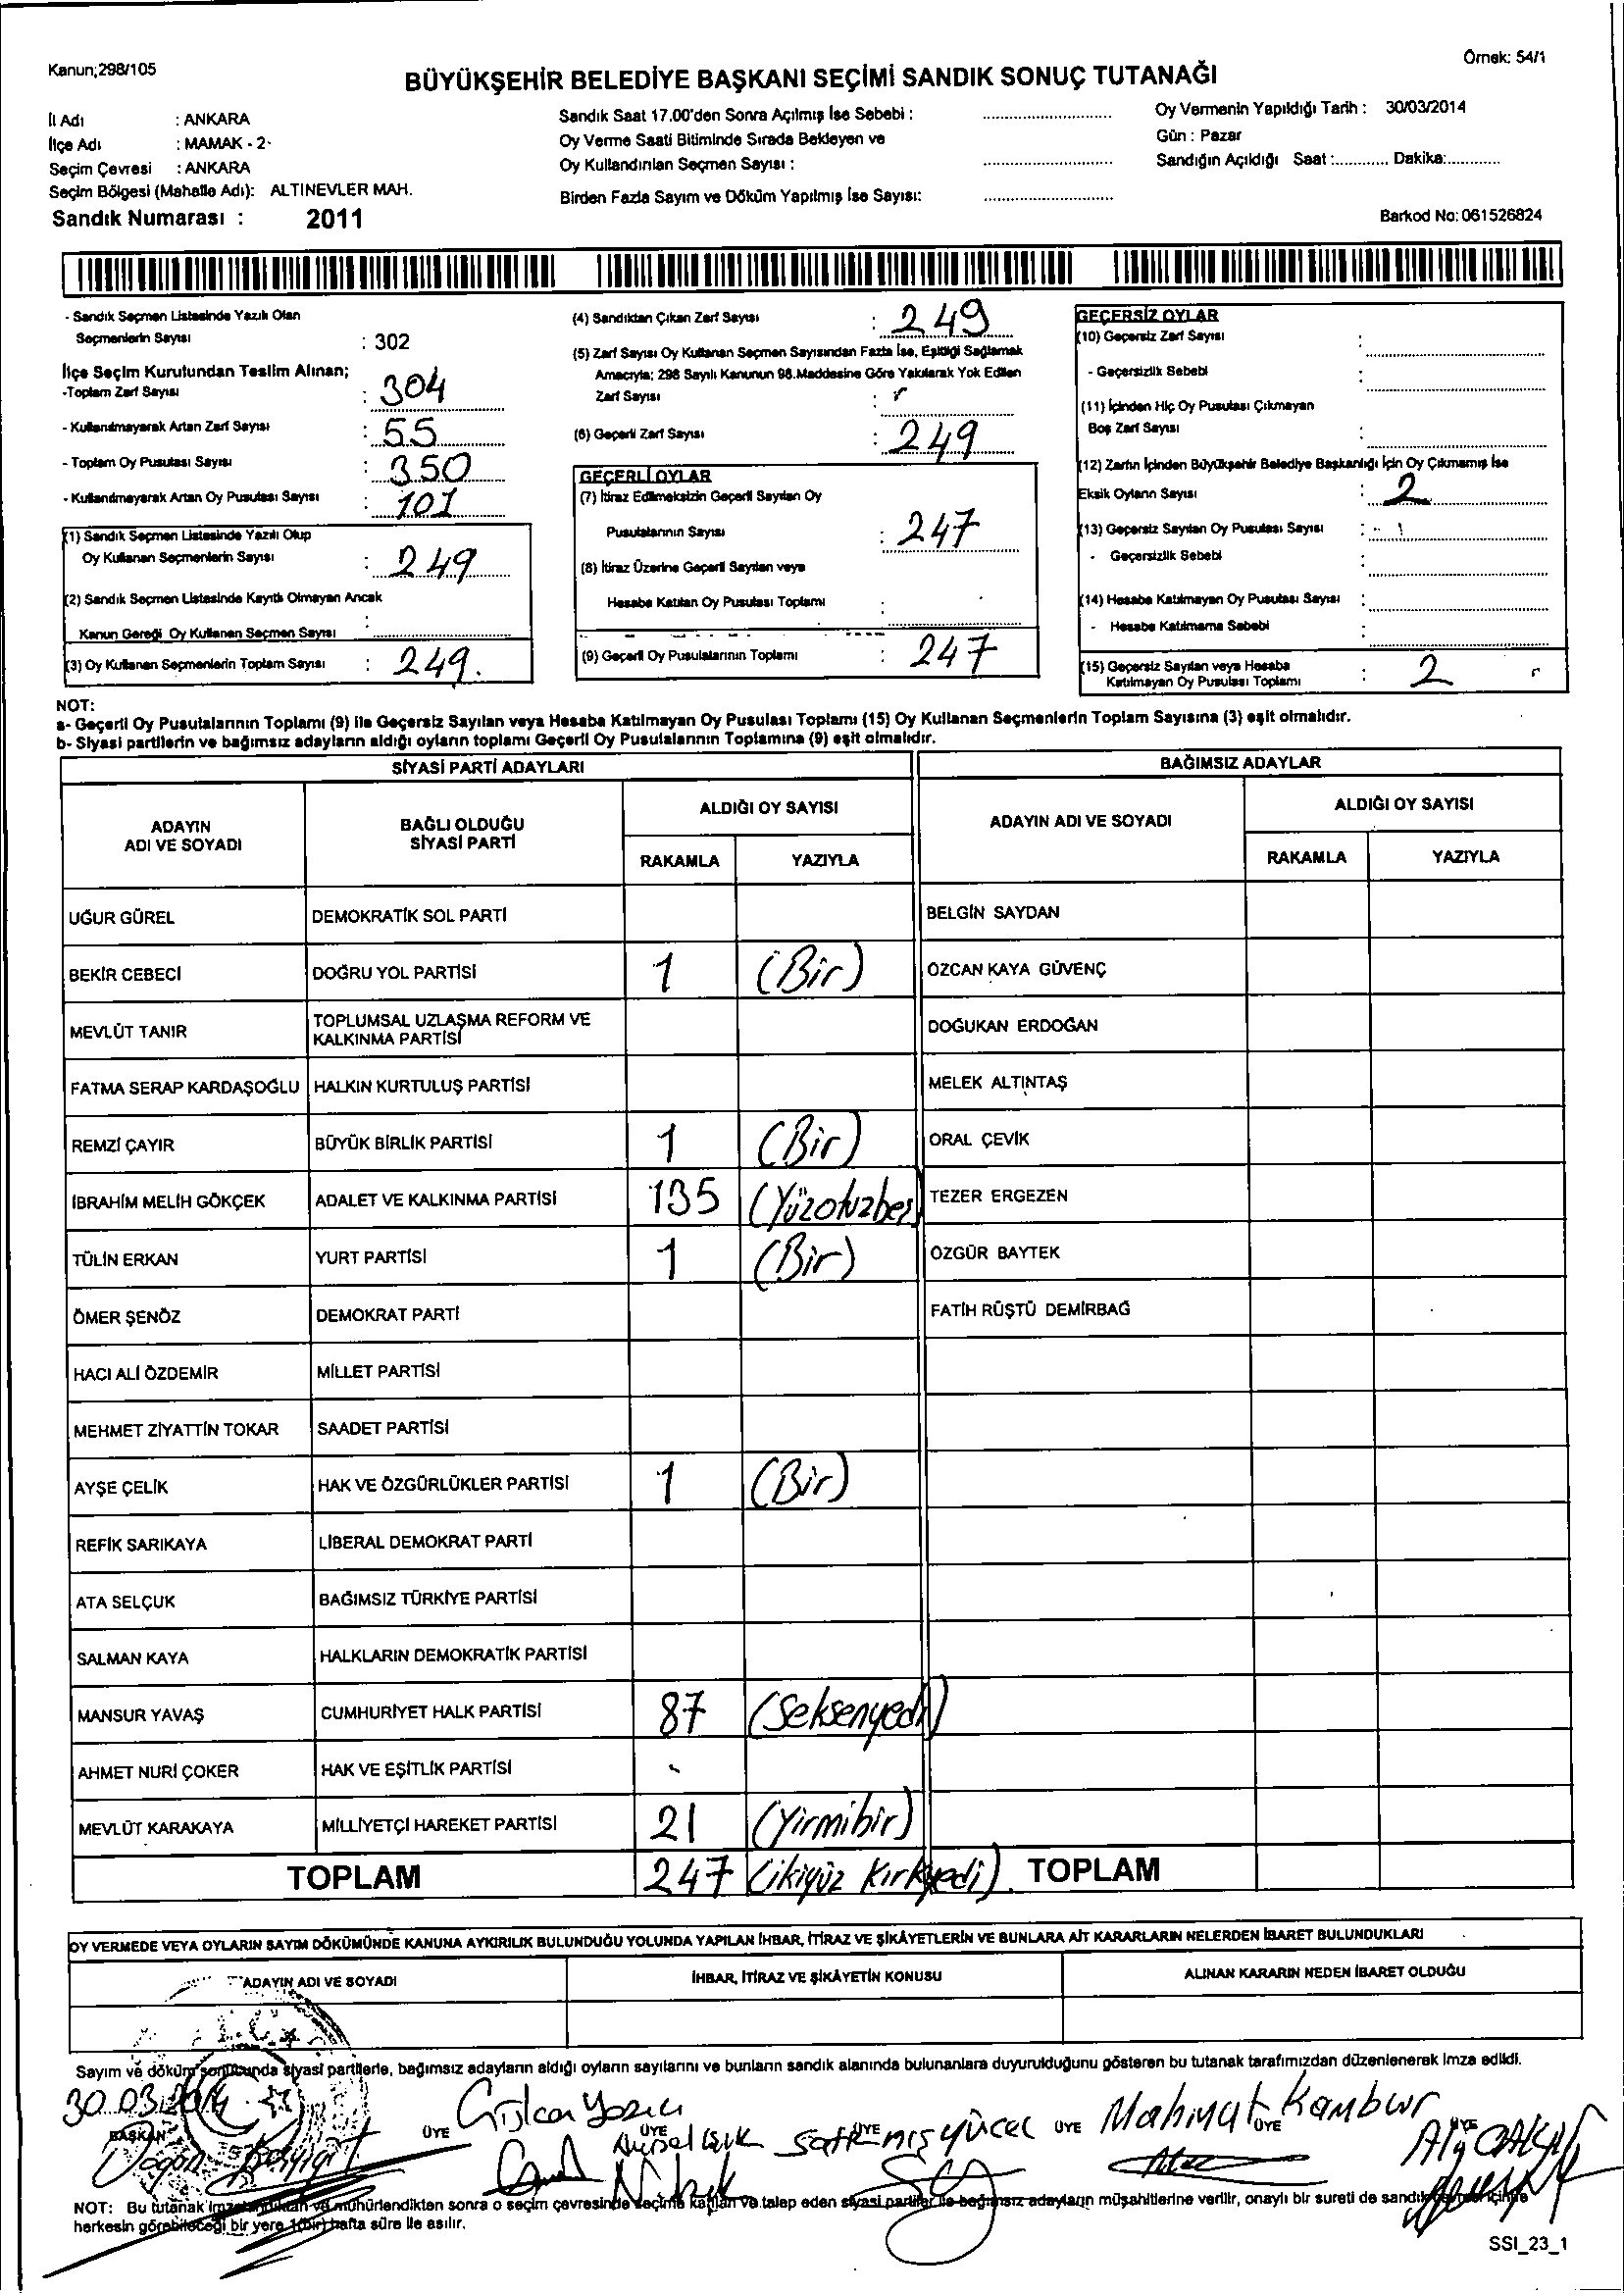 Kanun;298/105
Örnek: 54/1
BÜYÜKŞEHİR BELEDİYE BAŞKANI SEÇİMİ SANDIK SONUÇ TUTANAĞI
İl Adı : ANKARA
İlçe Adı : MAMAK - 2-
Seçim Çevresi : ANKARA
Seçim Bölgesi (Mahalle Adı): ALTINEVLER MAH.
Sandık Numarası : 2011
Sandık Saat 17.00'den Sonra Açılmış İse Sebebi :
Oy Verme Saati Bitiminde Sırada Bekleyen ve
Oy Kullandırılan Seçmen Sayısı :
Birden Fazla Sayım ve Döküm Yapılmış İse Sayısı:
Oy Vermenin Yapıldığı Tarih : 30/03/2014
Gün : Pazar
Sandığın Açıldığı Saat :............ Dakika:............
Barkod No: 061526824
- Sandık Seçmen Listesinde Yazılı Olan
Seçmenlerin Sayısı : 302
İlçe Seçim Kurulundan Teslim Alınan;
-Toplam Zarf Sayısı : 304
- Kullanılmayarak Artan Zarf Sayısı : 55
- Toplam Oy Pusulası Sayısı : 350
- Kullanılmayarak Artan Oy Pusulası Sayısı : 101
(1) Sandık Seçmen Listesinde Yazılı Olup
Oy Kullanan Seçmenlerin Sayısı : 249
(2) Sandık Seçmen Listesinde Kayıtlı Olmayan Ancak
Kanun Gereği Oy Kullanan Seçmen Sayısı :
(3) Oy Kullanan Seçmenlerin Toplam Sayısı : 249.
(4) Sandıktan Çıkan Zarf Sayısı : 249
(5) Zarf Sayısı Oy Kullanan Seçmen Sayısından Fazla İse, Eşitliği Sağlamak
Amacıyla; 298 Sayılı Kanunun 98.Maddesine Göre Yakılarak Yok Edilen
Zarf Sayısı :
(6) Geçerli Zarf Sayısı : 249
GEÇERLİ OYLAR
(7) İtiraz Edilmeksizin Geçerli Sayılan Oy
Pusulalarının Sayısı : 247
(8) İtiraz Üzerine Geçerli Sayılan veya
Hesaba Katılan Oy Pusulası Toplamı :
(9) Geçerli Oy Pusulalarının Toplamı : 247
GEÇERSİZ OYLAR
(10) Geçersiz Zarf Sayısı :
- Geçersizlik Sebebi :
(11) İçinden Hiç Oy Pusulası Çıkmayan
Boş Zarf Sayısı :
(12) Zarfın İçinden Büyükşehir Belediye Başkanlığı İçin Oy Çıkmamış İse
Eksik Oyların Sayısı : 2
(13) Geçersiz Sayılan Oy Pusulası Sayısı :
- Geçersizlik Sebebi :
(14) Hesaba Katılmayan Oy Pusulası Sayısı :
- Hesaba Katılmama Sebebi :
(15) Geçersiz Sayılan veya Hesaba
Katılmayan Oy Pusulası Toplamı : 2
NOT:
a- Geçerli Oy Pusulalarının Toplamı (9) ile Geçersiz Sayılan veya Hesaba Katılmayan Oy Pusulası Toplamı (15) Oy Kullanan Seçmenlerin Toplam Sayısına (3) eşit olmalıdır.
b- Siyasi partilerin ve bağımsız adayların aldığı oyların toplamı Geçerli Oy Pusulalarının Toplamına (9) eşit olmalıdır.
SİYASİ PARTİ ADAYLARI BAĞIMSIZ ADAYLAR
ADAYIN ADI VE SOYADI BAĞLI OLDUĞU SİYASİ PARTİ ALDIĞI OY SAYISI ADAYIN ADI VE SOYADI ALDIĞI OY SAYISI
RAKAMLA YAZIYLA RAKAMLA YAZIYLA
UĞUR GÜREL DEMOKRATİK SOL PARTİ BELGİN SAYDAN
BEKİR CEBECİ DOĞRU YOL PARTİSİ 1 (Bir) ÖZCAN KAYA GÜVENÇ
MEVLÜT TANIR TOPLUMSAL UZLAŞMA REFORM VE KALKINMA PARTİSİ DOĞUKAN ERDOĞAN
FATMA SERAP KARDAŞOĞLU HALKIN KURTULUŞ PARTİSİ MELEK ALTINTAŞ
REMZİ ÇAYIR BÜYÜK BİRLİK PARTİSİ 1 (Bir) ORAL ÇEVİK
İBRAHİM MELİH GÖKÇEK ADALET VE KALKINMA PARTİSİ 135 (Yüzotuzbeş) TEZER ERGEZEN
TÜLİN ERKAN YURT PARTİSİ 1 (Bir) ÖZGÜR BAYTEK
ÖMER ŞENÖZ DEMOKRAT PARTİ FATİH RÜŞTÜ DEMİRBAĞ
HACI ALİ ÖZDEMİR MİLLET PARTİSİ
MEHMET ZİYATTİN TOKAR SAADET PARTİSİ
AYŞE ÇELİK HAK VE ÖZGÜRLÜKLER PARTİSİ 1 (Bir)
REFİK SARIKAYA LİBERAL DEMOKRAT PARTİ
ATA SELÇUK BAĞIMSIZ TÜRKİYE PARTİSİ
SALMAN KAYA HALKLARIN DEMOKRATİK PARTİSİ
MANSUR YAVAŞ CUMHURİYET HALK PARTİSİ 87 (Seksenyedi)
AHMET NURİ ÇOKER HAK VE EŞİTLİK PARTİSİ -
MEVLÜT KARAKAYA MİLLİYETÇİ HAREKET PARTİSİ 21 (Yirmibir)
TOPLAM 247 (ikiyüz kırkyedi) TOPLAM
OY VERMEDE VEYA OYLARIN SAYIM DÖKÜMÜNDE KANUNA AYKIRILIK BULUNDUĞU YOLUNDA YAPILAN İHBAR, İTİRAZ VE ŞİKÂYETLERİN VE BUNLARA AİT KARARLARIN NELERDEN İBARET BULUNDUKLARI
ADAYIN ADI VE SOYADI İHBAR, İTİRAZ VE ŞİKÂYETİN KONUSU ALINAN KARARIN NEDEN İBARET OLDUĞU
Sayım ve döküm sonucunda siyasi partilerle, bağımsız adayların aldığı oyların sayılarını ve bunların sandık alanında bulunanlara duyurulduğunu gösteren bu tutanak tarafımızdan düzenlenerek imza edildi.
30.03.2014
BAŞKAN ÜYE ÜYE ÜYE ÜYE ÜYE ÜYE
Doğan
Yazıcı
Aysel Işık
Satılmış Yücel
Mahmut Kambur
NOT: Bu tutanak imzalandıktan ve mühürlendikten sonra o seçim çevresinde seçime katılan ve talep eden siyasi partiler ile bağımsız adayların müşahitlerine verilir, onaylı bir sureti de sandık çevresi içinde
herkesin görebileceği bir yere 1(bir) hafta süre ile asılır.
SSI_23_1